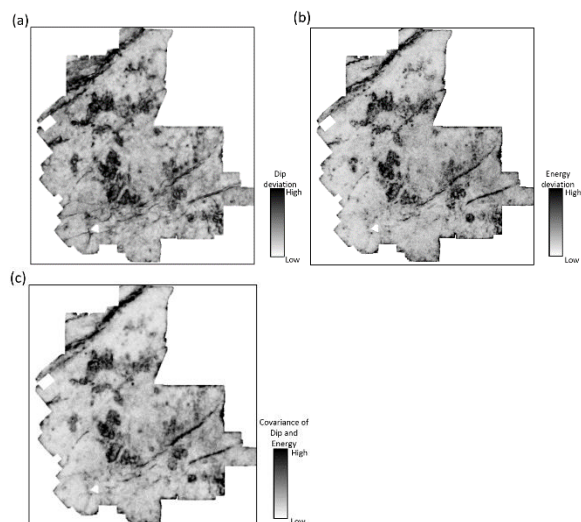 (a)
Dip
deviation
High
Low
(b)
Energy
deviation
High
Low
(c)
Covariance of
Dip and
Energy
High
Low